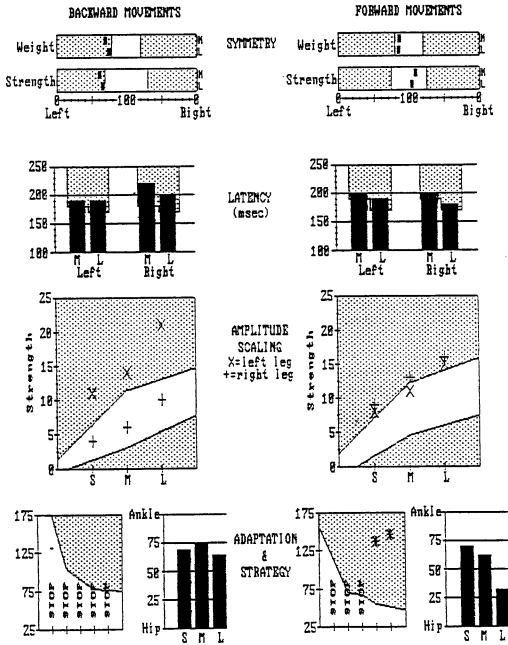 BACKWARD MOVEMENTS
FORWARD MOVEMENTS
Weight
M
L
SYMMETRY
Weight
M
L
Strength
M
L
Strength
M
L
0 100 0
Left Right
0 100 0
Left Right
250
200
150
100
M L M L
Left Right
LATENCY
(msec)
250
200
150
100
M L M L
Left Right
Strength
25
20
15
10
5
0
S M L
AMPLITUDE
SCALING
X=left leg
+=right leg
Strength
25
20
15
10
5
0
S M L
175
125
75
25
STOP STOP STOP STOP STOP
Ankle
75
50
25
Hip
S M L
ADAPTATION
&
STRATEGY
175
125
75
25
STOP STOP STOP
Ankle
75
50
25
Hip
S M L